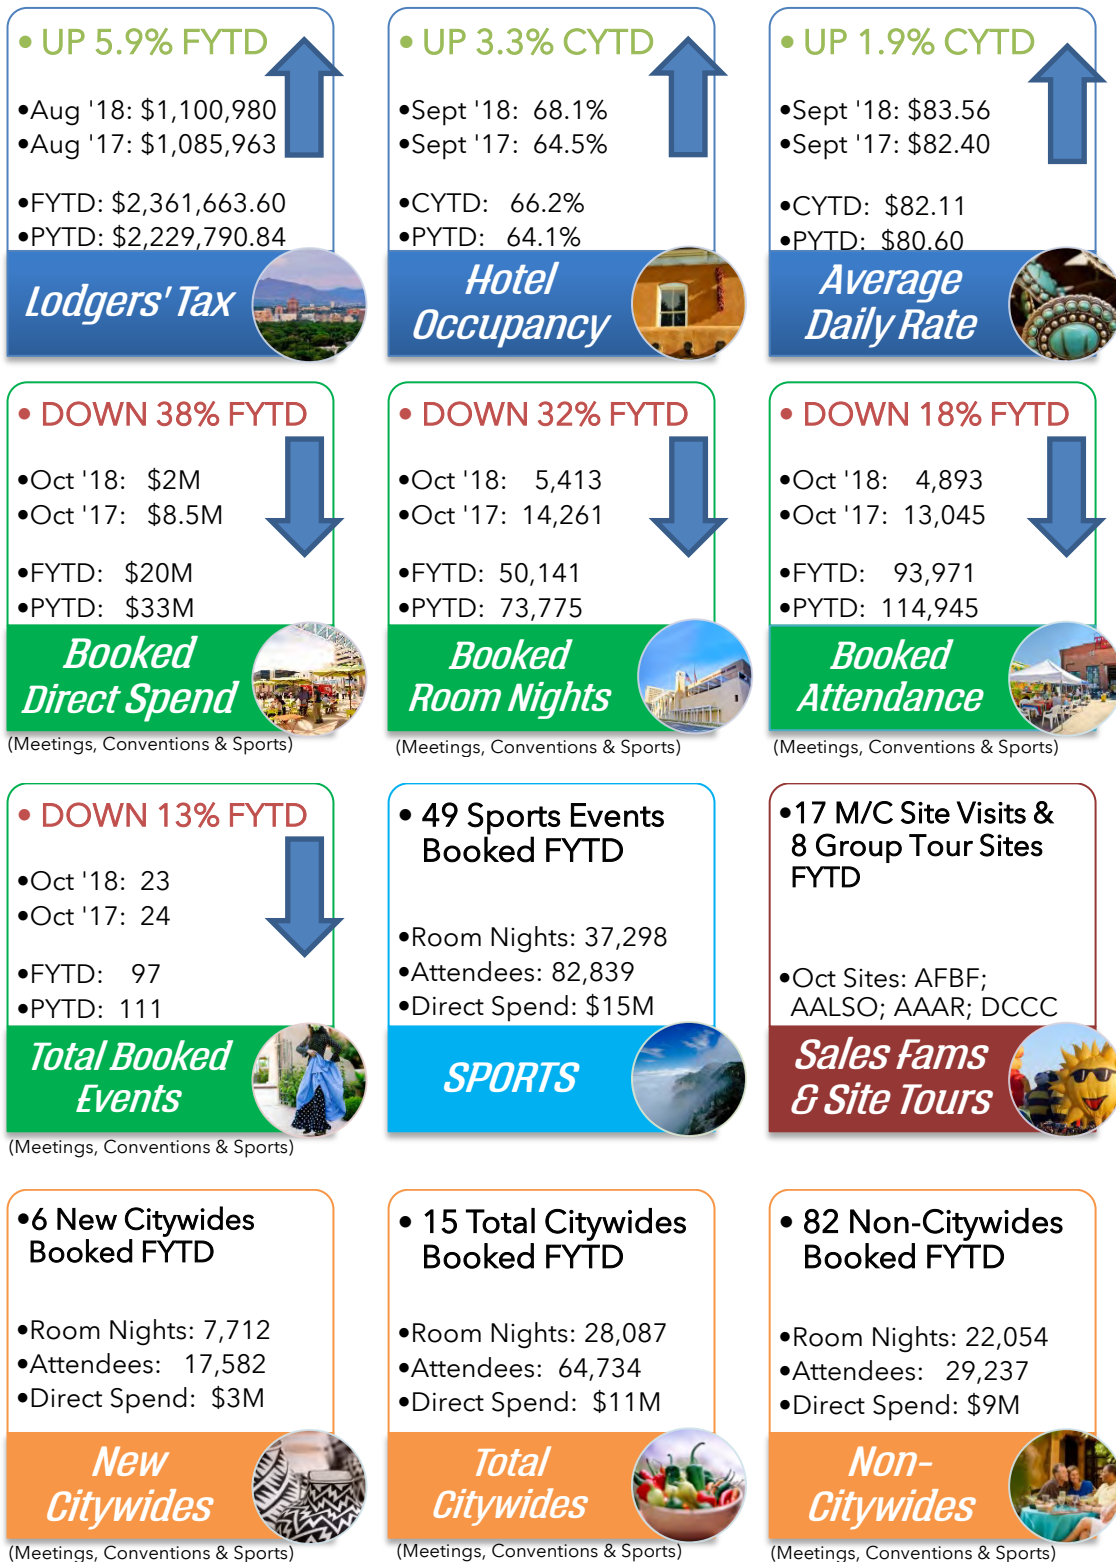 • UP 5.9% FYTD
•Aug '18: $1,100,980
•Aug '17: $1,085,963
•FYTD: $2,361,663.60
•PYTD: $2,229,790.84
Lodgers' Tax
• UP 3.3% CYTD
•Sept '18: 68.1%
•Sept '17: 64.5%
•CYTD: 66.2%
•PYTD: 64.1%
Hotel
Occupancy
• UP 1.9% CYTD
•Sept '18: $83.56
•Sept '17: $82.40
•CYTD: $82.11
•PYTD: $80.60
Average
Daily Rate
• DOWN 38% FYTD
•Oct '18: $2M
•Oct '17: $8.5M
•FYTD: $20M
•PYTD: $33M
Booked
Direct Spend
(Meetings, Conventions & Sports)
• DOWN 32% FYTD
•Oct '18: 5,413
•Oct '17: 14,261
•FYTD: 50,141
•PYTD: 73,775
Booked
Room Nights
(Meetings, Conventions & Sports)
• DOWN 18% FYTD
•Oct '18: 4,893
•Oct '17: 13,045
•FYTD: 93,971
•PYTD: 114,945
Booked
Attendance
(Meetings, Conventions & Sports)
• DOWN 13% FYTD
•Oct '18: 23
•Oct '17: 24
•FYTD: 97
•PYTD: 111
Total Booked
Events
(Meetings, Conventions & Sports)
• 49 Sports Events
Booked FYTD
•Room Nights: 37,298
•Attendees: 82,839
•Direct Spend: $15M
SPORTS
•17 M/C Site Visits &
8 Group Tour Sites
FYTD
•Oct Sites: AFBF;
AALSO; AAAR; DCCC
Sales Fams
& Site Tours
•6 New Citywides
Booked FYTD
•Room Nights: 7,712
•Attendees: 17,582
•Direct Spend: $3M
New
Citywides
(Meetings, Conventions & Sports)
• 15 Total Citywides
Booked FYTD
•Room Nights: 28,087
•Attendees: 64,734
•Direct Spend: $11M
Total
Citywides
(Meetings, Conventions & Sports)
• 82 Non-Citywides
Booked FYTD
•Room Nights: 22,054
•Attendees: 29,237
•Direct Spend: $9M
Non-
Citywides
(Meetings, Conventions & Sports)